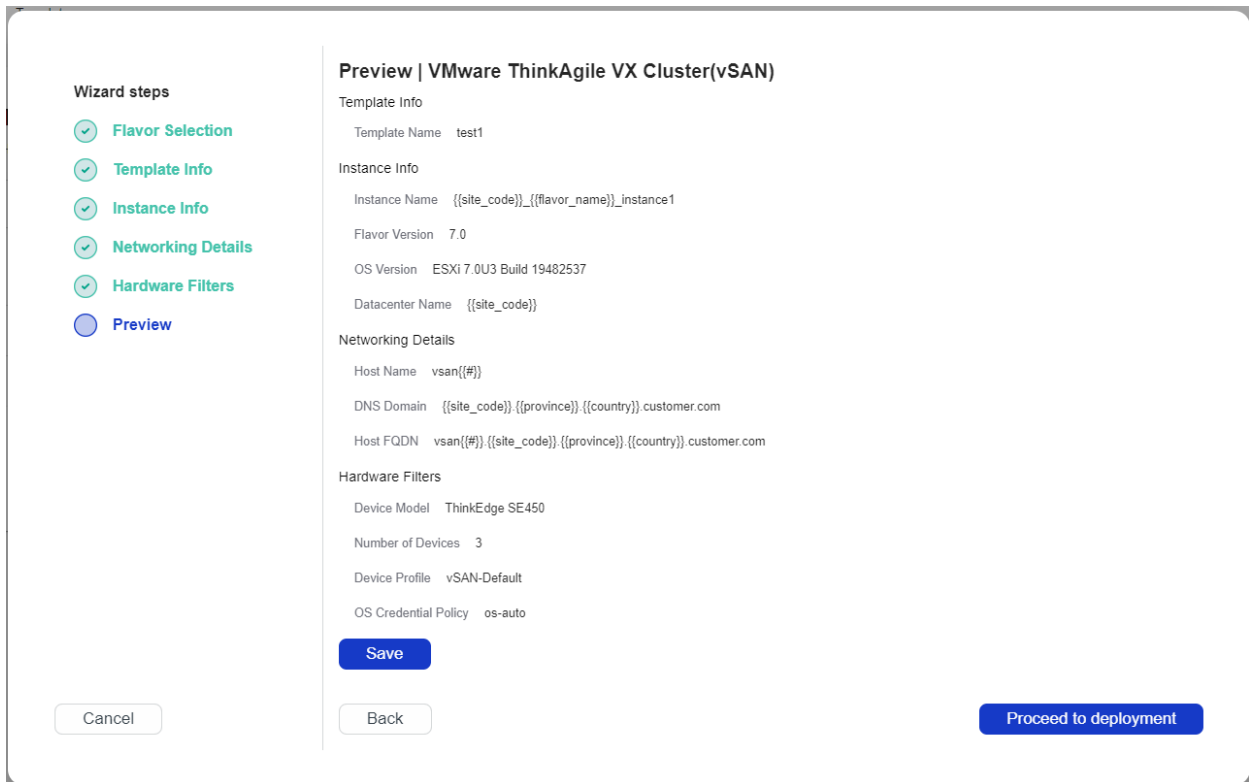 Wizard steps
Flavor Selection
Template Info
Instance Info
Networking Details
Hardware Filters
Preview
Preview | VMware ThinkAgile VX Cluster(vSAN)
Template Info
Template Name test1
Instance Info
Instance Name {{site_code}}_{{flavor_name}}_instance1
Flavor Version 7.0
OS Version ESXi 7.0U3 Build 19482537
Datacenter Name {{site_code}}
Networking Details
Host Name vsan{{#}}
DNS Domain {{site_code}}.{{province}}.{{country}}.customer.com
Host FQDN vsan{{#}}.{{site_code}}.{{province}}.{{country}}.customer.com
Hardware Filters
Device Model ThinkEdge SE450
Number of Devices 3
Device Profile vSAN-Default
OS Credential Policy os-auto
Save
Cancel
Back
Proceed to deployment